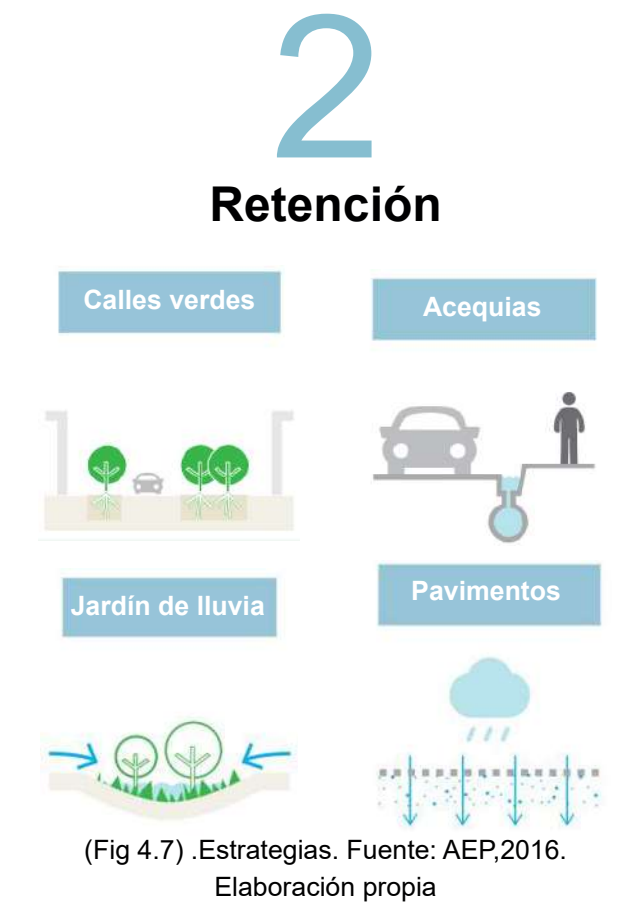 2
Retención
Calles verdes
Acequias
Jardín de lluvia
Pavimentos
(Fig 4.7) .Estrategias. Fuente: AEP,2016.
Elaboración propia